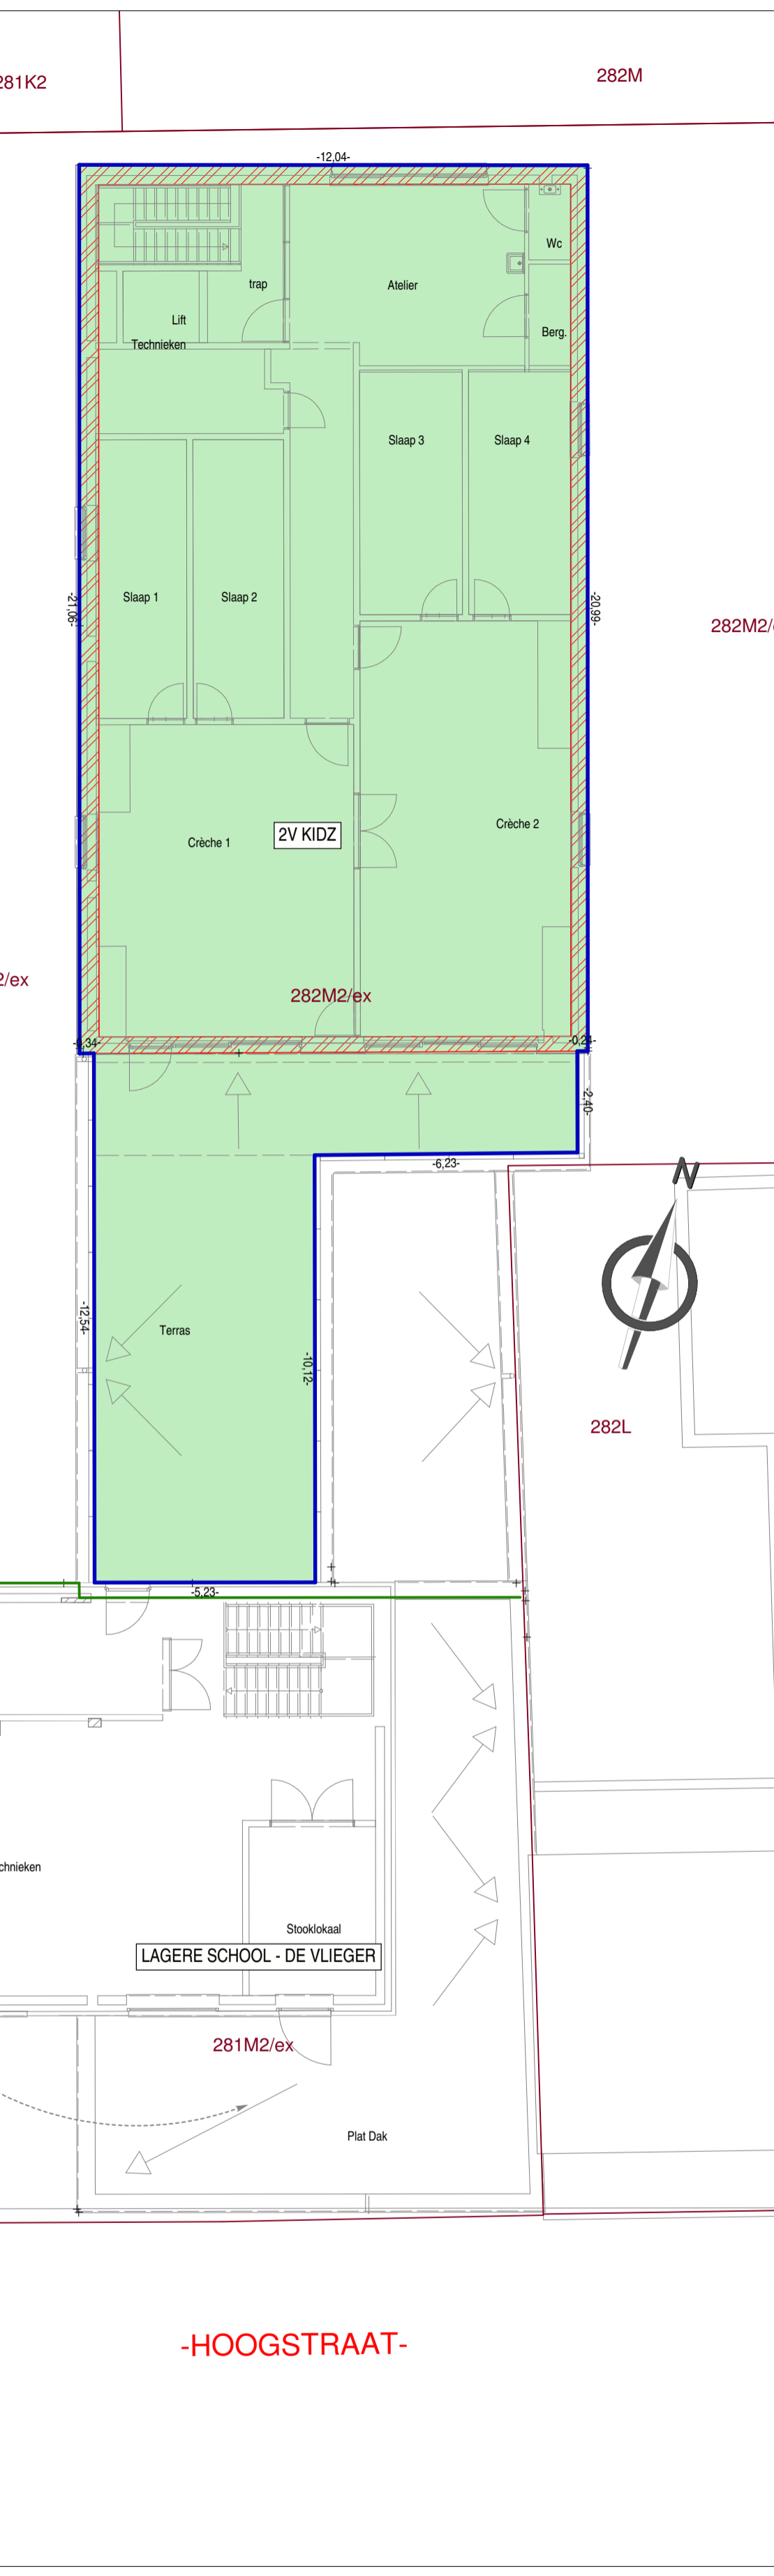 282M
281K2
-12,04-
Wc
trap
Atelier
Lift
Berg.
Technieken
Slaap 3
Slaap 4
Slaap 1
Slaap 2
-21,06-
-20,99-
282M2/
Crèche 2
2V KIDZ
Crèche 1
2/ex
282M2/ex
-0,34-
-0,24-
-2,40-
-6,23-
N
-12,54-
Terras
-10,12-
282L
-5,23-
chnieken
Stooklokaal
LAGERE SCHOOL - DE VLIEGER
281M2/ex
Plat Dak
-HOOGSTRAAT-